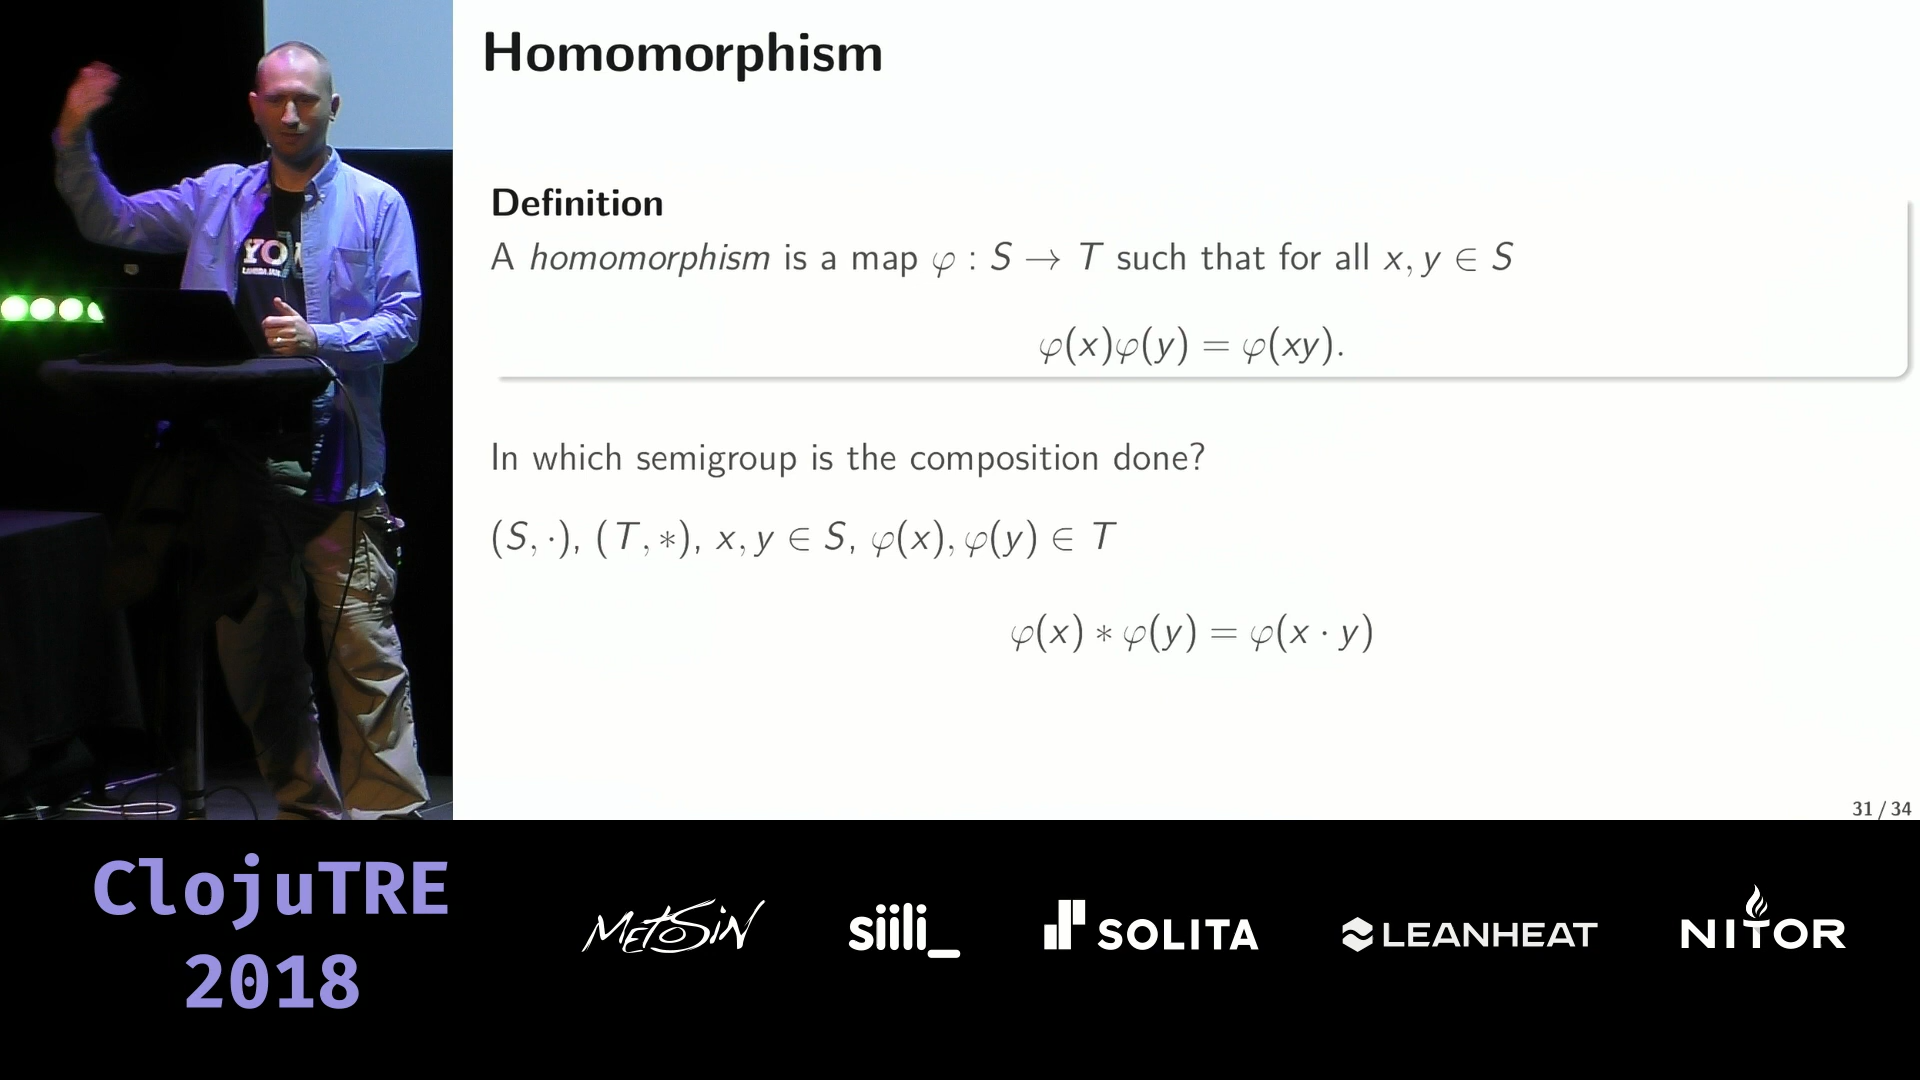 Homomorphism
Definition
A homomorphism is a map φ : S → T such that for all x, y ∈ S
φ(x)φ(y) = φ(xy).
In which semigroup is the composition done?
(S, ·), (T, ∗), x, y ∈ S, φ(x), φ(y) ∈ T
φ(x) ∗ φ(y) = φ(x · y)
31 / 34
ClojuTRE
2018
METOSIN
siili_
SOLITA
LEANHEAT
NITOR